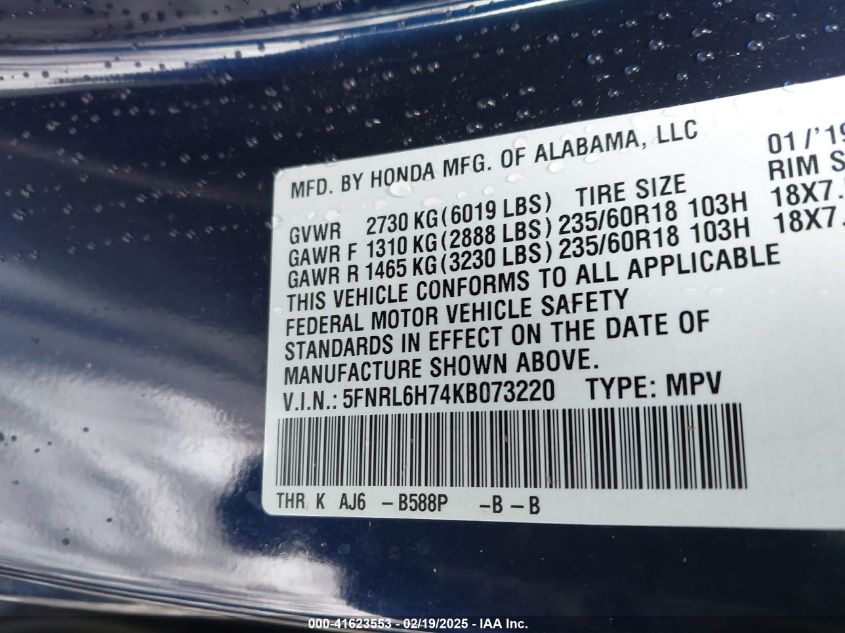 MFD. BY HONDA MFG. OF ALABAMA, LLC 01/'19
GVWR 2730 KG(6019 LBS) TIRE SIZE RIM S
GAWR F 1310 KG(2888 LBS) 235/60R18 103H 18X7.
GAWR R 1465 KG(3230 LBS) 235/60R18 103H 18X7.
THIS VEHICLE CONFORMS TO ALL APPLICABLE
FEDERAL MOTOR VEHICLE SAFETY
STANDARDS IN EFFECT ON THE DATE OF
MANUFACTURE SHOWN ABOVE.
V.I.N.: 5FNRL6H74KB073220 TYPE: MPV
THR K AJ6 -B588P -B-B
000-41623553 - 02/19/2025 - IAA Inc.